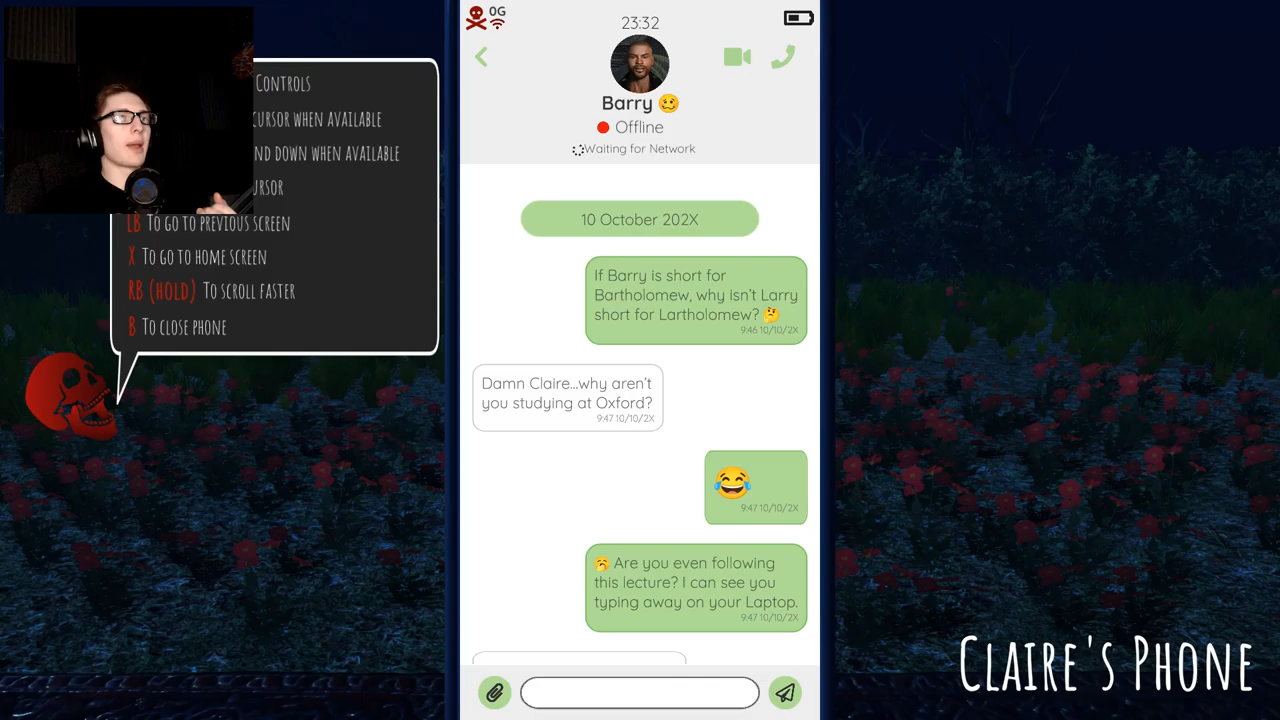 0G
23:32
Barry
Offline
Waiting for Network
10 October 202X
If Barry is short for
Bartholomew, why isn't Larry
short for Lartholomew?
9:46 10/10/2X
Damn Claire...why aren't
you studying at Oxford?
9:47 10/10/2X
9:47 10/10/2X
Are you even following
this lecture? I can see you
typing away on your Laptop.
9:47 10/10/2X
Controls
cursor when available
nd down when available
ursor
LB To go to previous screen
X To go to home screen
RB (hold) To scroll faster
B To close phone
Claire's Phone